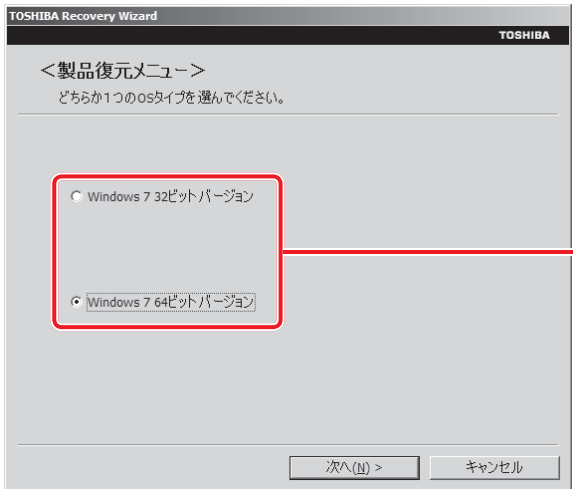 TOSHIBA Recovery Wizard
TOSHIBA
＜製品復元メニュー＞
どちらか1つのOSタイプを選んでください。
Windows 7 32ビットバージョン
Windows 7 64ビットバージョン
次へ(N) >
キャンセル